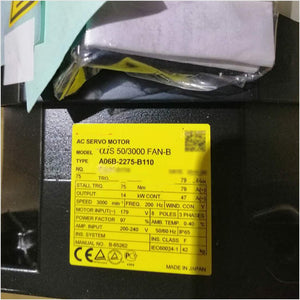 AC SERVO MOTOR
MODEL αiS 50/3000 FAN-B
TYPE A06B-2275-B110
NO.
STALL TRQ. 75 Nm 79 A(~)
OUTPUT 14 kW CONT 47 A(~)
SPEED 3000 min⁻¹ FREQ. 200 Hz WIND. CON. Y
MOTOR INPUT(~) 179 V 8 POLES 3 PHASES
POWER FACTOR 97 % AMB. TEMP. 0-40 ℃
AMP. INPUT 200-240 V 50/60 Hz IP65
INS. SYSTEM INS. CLASS F
MANUAL NO. B-65262 IEC60034-1 42 kg
CE
MADE IN JAPAN